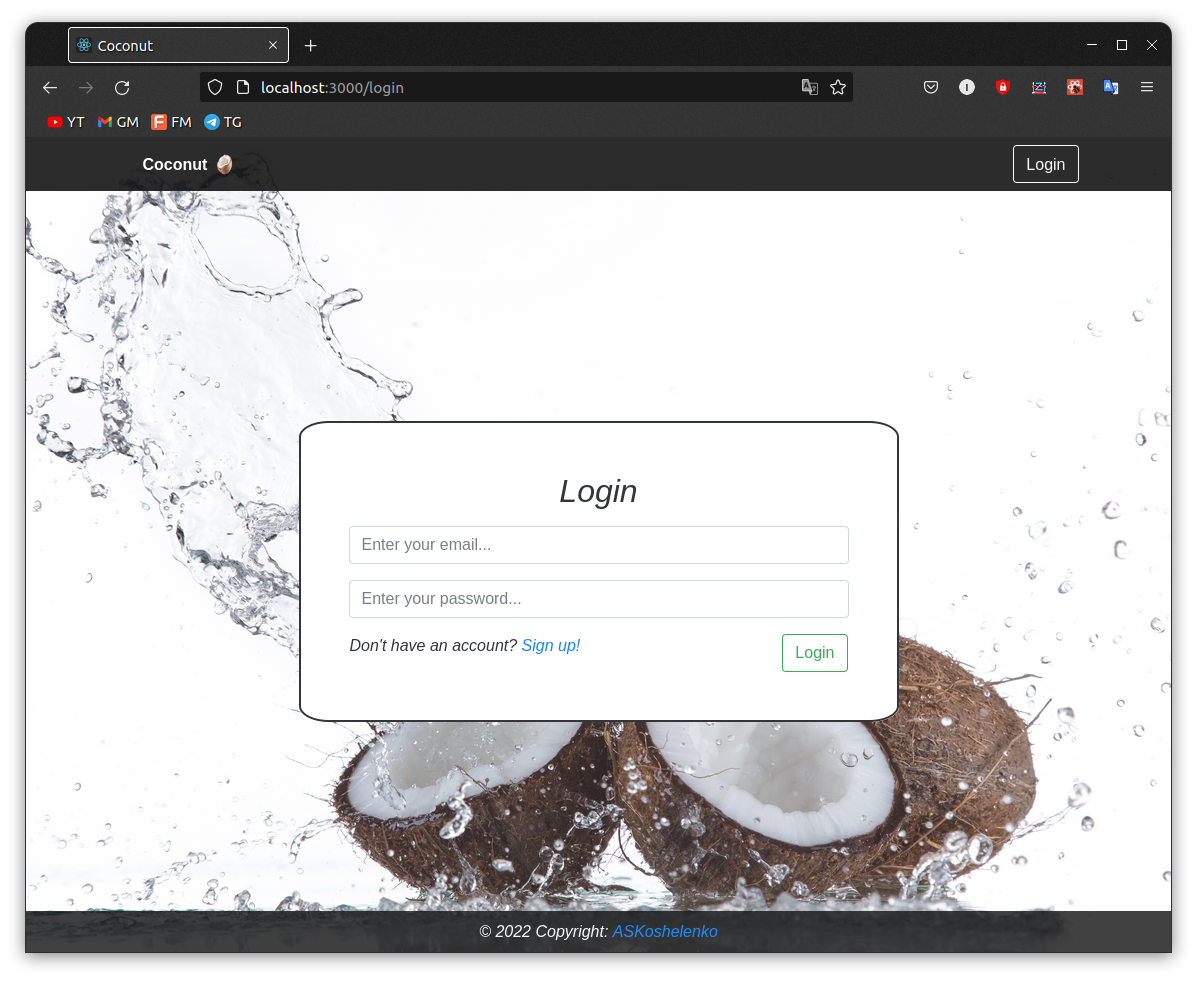 Coconut
localhost:3000/login
YT GM FM TG
Coconut Login
Login
Enter your email...
Enter your password...
Don't have an account? Sign up! Login
© 2022 Copyright: ASKoshelenko